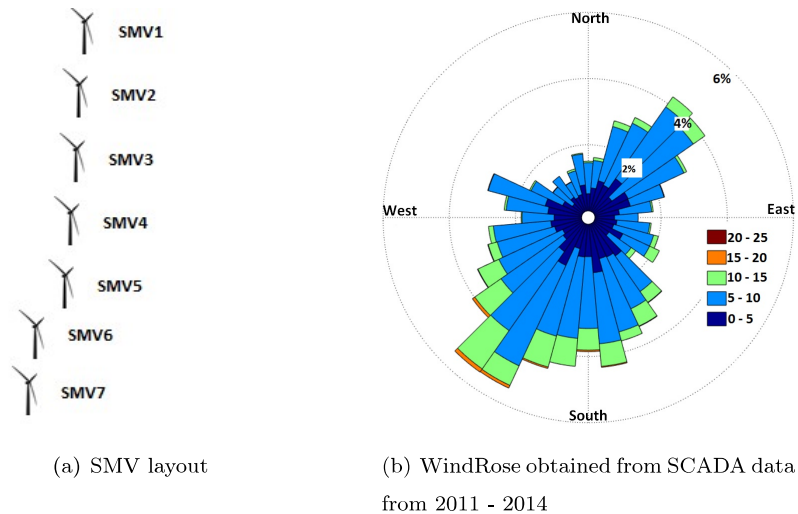 SMV1
SMV2
SMV3
SMV4
SMV5
SMV6
SMV7
(a) SMV layout
North
6%
4%
2%
West
East
20 - 25
15 - 20
10 - 15
5 - 10
0 - 5
South
(b) WindRose obtained from SCADA data
from 2011 - 2014